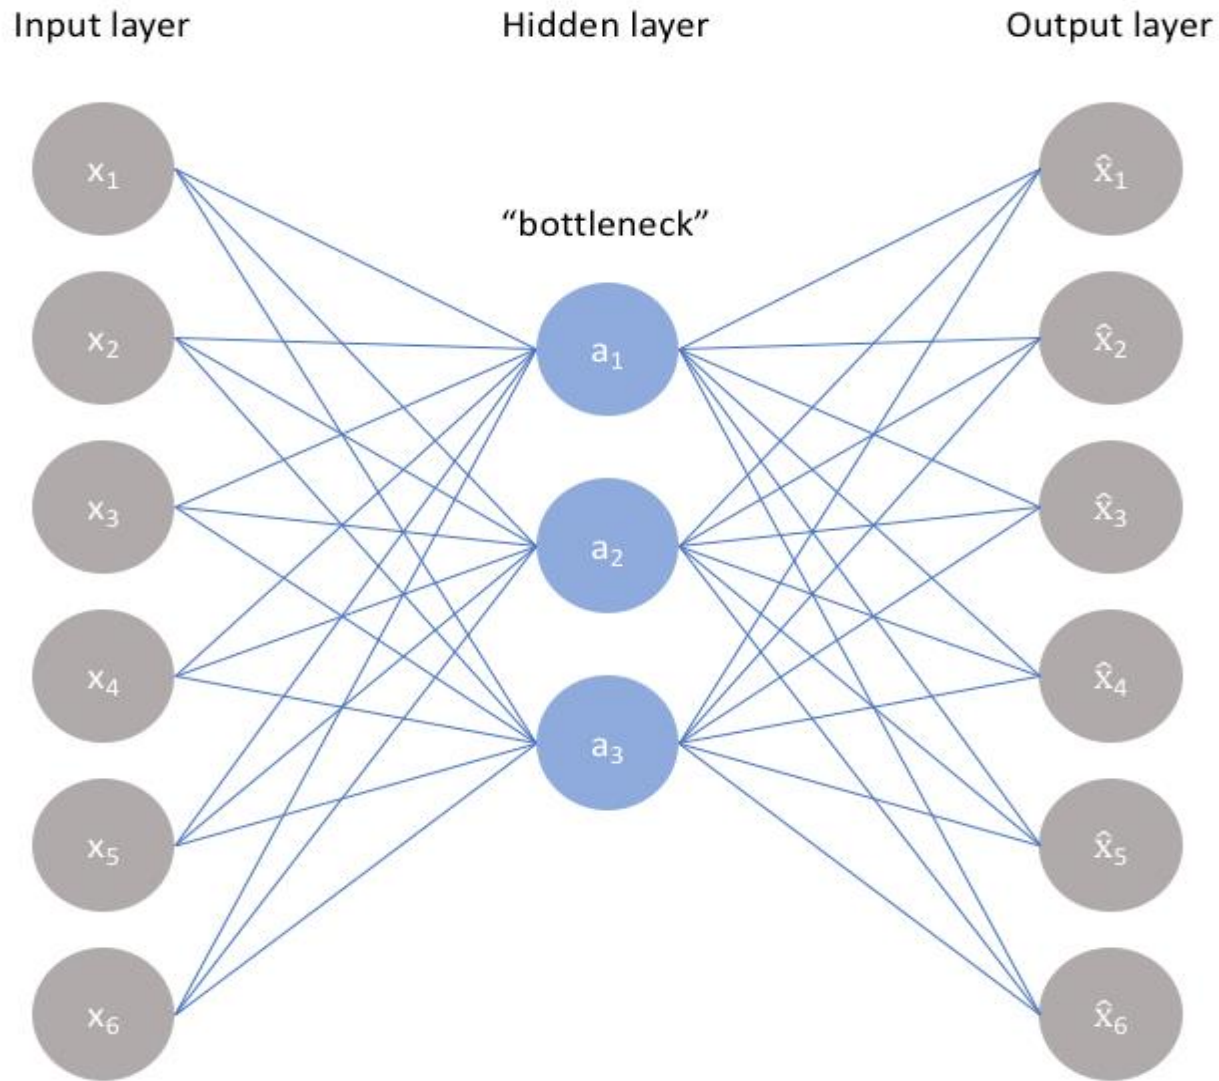 Input layer
Hidden layer
Output layer
“bottleneck”
x₁
x₂
x₃
x₄
x₅
x₆
a₁
a₂
a₃
x̂₁
x̂₂
x̂₃
x̂₄
x̂₅
x̂₆